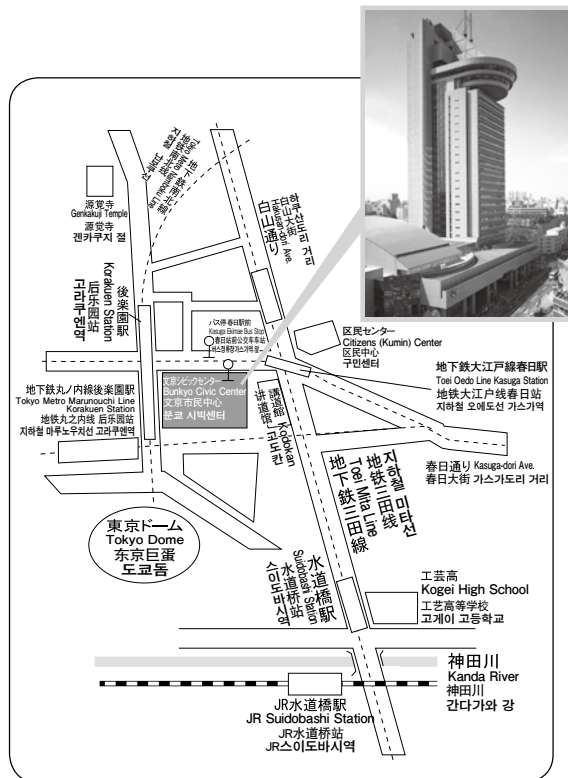 地下鉄南北線
Tokyo Metro Namboku Line
地铁南北线
源覚寺
Genkakuji Temple
源覚寺
겐카쿠지 절
白山通り
Hakusan-dori Ave.
白山大街
하쿠산도리 거리
後楽園駅
Korakuen Station
后乐园站
고라쿠엔역
バス停 春日駅前
Kasuga Ekimae Bus Stop
春日站前公交车车站
区民センター
Citizens (Kumin) Center
区民中心
구민센터
地下鉄大江戸線春日駅
Toei Oedo Line Kasuga Station
地铁大江户线春日站
지하철 오에도선 가스가역
文京シビックセンター
Bunkyo Civic Center
文京市民中心
분쿄 시빅센터
講道館 Kodokan
讲道馆 고도칸
地下鉄丸ノ内線後楽園駅
Tokyo Metro Marunouchi Line
Korakuen Station
地铁丸之内线 后乐园站
지하철 마루노우치선 고라쿠엔역
春日通り Kasuga-dori Ave.
春日大街 가스가도리 거리
地下鉄三田線
Toei Mita Line
地铁三田线
지하철 미타선
東京ドーム
Tokyo Dome
东京巨蛋
도쿄돔
水道橋駅
Suidobashi Station
水道桥站
스이도바시역
工芸高
Kogei High School
工艺高等学校
고게이 고등학교
神田川
Kanda River
神田川
간다가와 강
JR水道橋駅
JR Suidobashi Station
JR水道桥站
JR스이도바시역